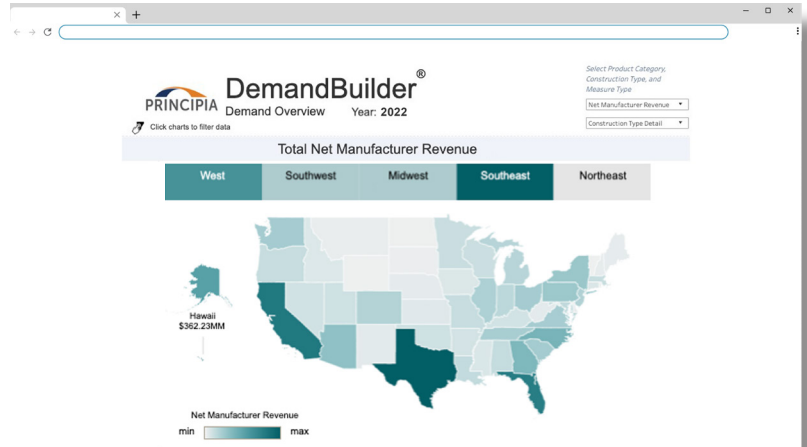 PRINCIPIA
DemandBuilder®
Demand Overview Year: 2022
Click charts to filter data
Select Product Category,
Construction Type, and
Measure Type
Net Manufacturer Revenue
Construction Type Detail
Total Net Manufacturer Revenue
West Southwest Midwest Southeast Northeast
Hawaii
$362.23MM
Net Manufacturer Revenue
min max